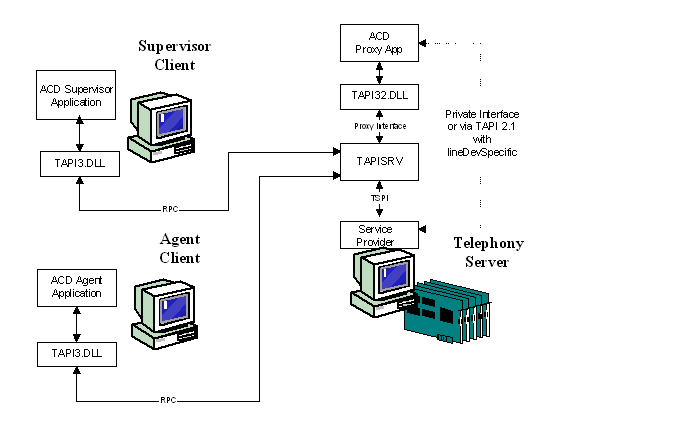 Supervisor
Client
ACD Supervisor
Application
TAPI3.DLL
RPC
ACD
Proxy App
TAPI32.DLL
Proxy Interface
TAPISRV
TSPI
Service
Provider
Private Interface
or via TAPI 2.1
with
lineDevSpecific
Telephony
Server
Agent
Client
ACD Agent
Application
TAPI3.DLL
RPC